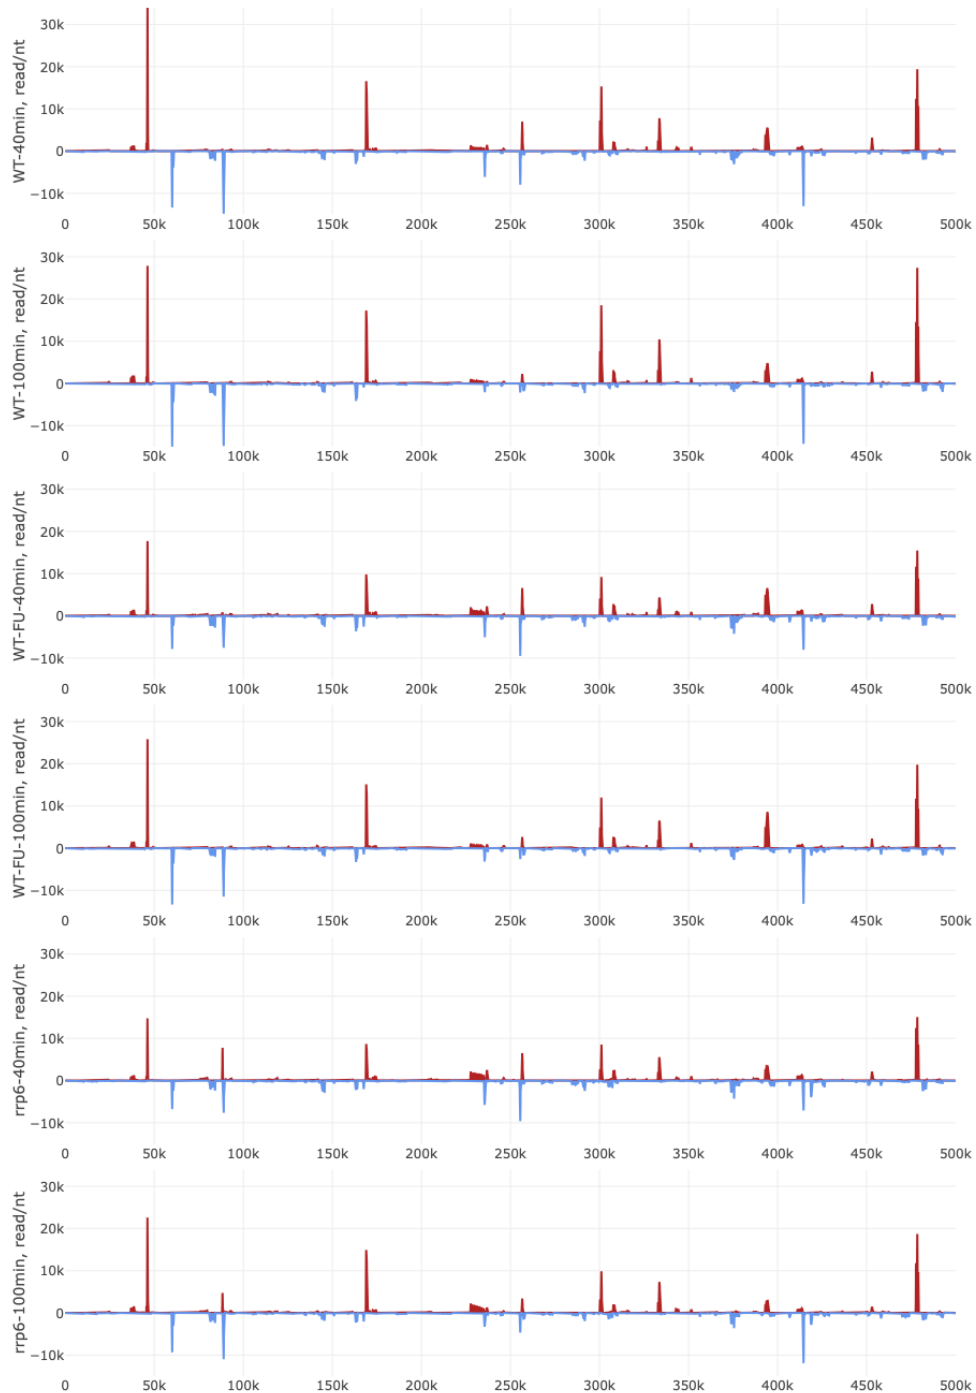 WT-40min, read/nt
30k
20k
10k
0
−10k
0 50k 100k 150k 200k 250k 300k 350k 400k 450k 500k
WT-100min, read/nt
30k
20k
10k
0
−10k
0 50k 100k 150k 200k 250k 300k 350k 400k 450k 500k
WT-FU-40min, read/nt
30k
20k
10k
0
−10k
0 50k 100k 150k 200k 250k 300k 350k 400k 450k 500k
WT-FU-100min, read/nt
30k
20k
10k
0
−10k
0 50k 100k 150k 200k 250k 300k 350k 400k 450k 500k
rrp6-40min, read/nt
30k
20k
10k
0
−10k
0 50k 100k 150k 200k 250k 300k 350k 400k 450k 500k
rrp6-100min, read/nt
30k
20k
10k
0
−10k
0 50k 100k 150k 200k 250k 300k 350k 400k 450k 500k